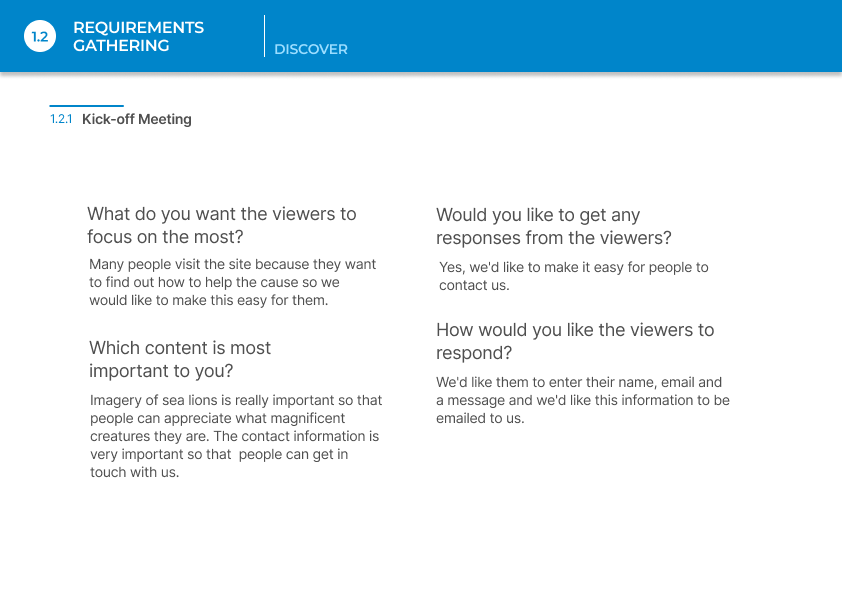 1.2
REQUIREMENTS
GATHERING
DISCOVER
1.2.1 Kick-off Meeting
What do you want the viewers to
focus on the most?
Many people visit the site because they want
to find out how to help the cause so we
would like to make this easy for them.
Which content is most
important to you?
Imagery of sea lions is really important so that
people can appreciate what magnificent
creatures they are. The contact information is
very important so that  people can get in
touch with us.
Would you like to get any
responses from the viewers?
Yes, we'd like to make it easy for people to
contact us.
How would you like the viewers to
respond?
We'd like them to enter their name, email and
a message and we'd like this information to be
emailed to us.